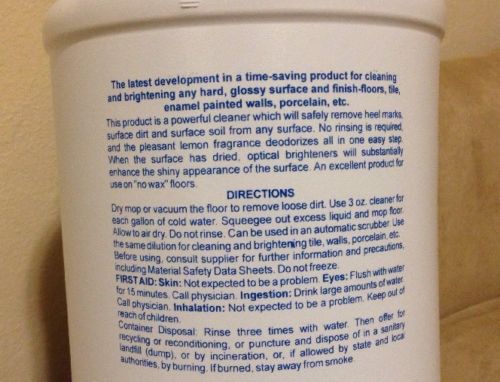 The latest development in a time-saving product for cleaning
and brightening any hard, glossy surface and finish-floors, tile,
enamel painted walls, porcelain, etc.
This product is a powerful cleaner which will safely remove heel marks,
surface dirt and surface soil from any surface. No rinsing is required,
and the pleasant lemon fragrance deodorizes all in one easy step.
When the surface has dried, optical brighteners will substantially
enhance the shiny appearance of the surface. An excellent product for
use on "no wax" floors.
DIRECTIONS
Dry mop or vacuum the floor to remove loose dirt. Use 3 oz. cleaner for
each gallon of cold water. Squeegee out excess liquid and mop floor.
Allow to air dry. Do not rinse. Can be used in an automatic scrubber. Use
the same dilution for cleaning and brightening tile, walls, porcelain, etc.
Before using, consult supplier for further information and precautions,
including Material Safety Data Sheets. Do not freeze.
FIRST AID: Skin: Not expected to be a problem. Eyes: Flush with water
for 15 minutes. Call physician. Ingestion: Drink large amounts of water.
Call physician. Inhalation: Not expected to be a problem. Keep out of
reach of children.
Container Disposal: Rinse three times with water. Then offer for
recycling or reconditioning, or puncture and dispose of in a sanitary
landfill (dump), or by incineration, or, if allowed by state and local
authorities, by burning. If burned, stay away from smoke.